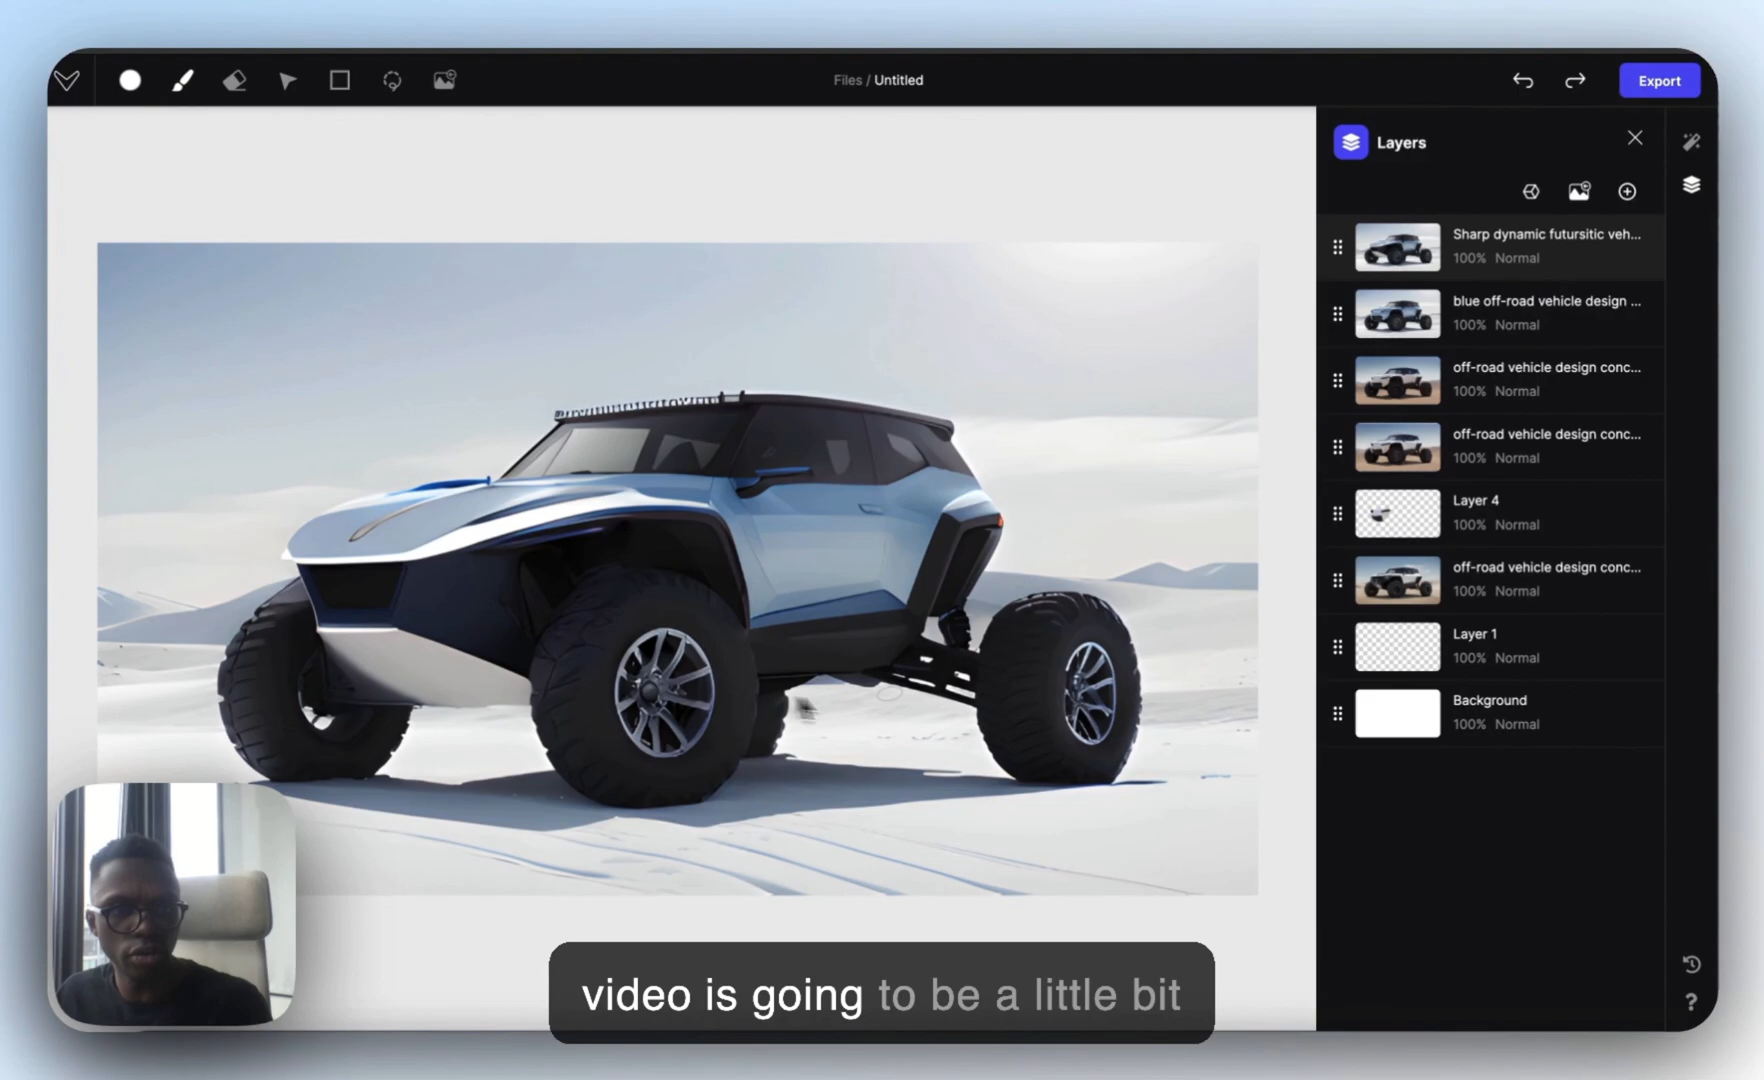 Files / Untitled
Export
Layers
Sharp dynamic futursitic veh...
100% Normal
blue off-road vehicle design ...
100% Normal
off-road vehicle design conc...
100% Normal
off-road vehicle design conc...
100% Normal
Layer 4
100% Normal
off-road vehicle design conc...
100% Normal
Layer 1
100% Normal
Background
100% Normal
?
video is going to be a little bit